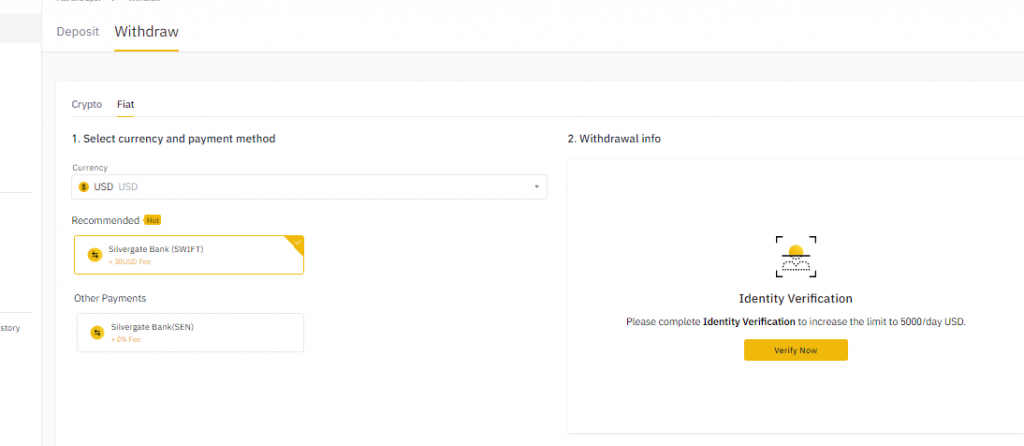 Deposit Withdraw
Crypto Fiat
1. Select currency and payment method
Currency
USD USD
Recommended Hot
Silvergate Bank (SWIFT)
+ 30USD Fee
Other Payments
Silvergate Bank(SEN)
+ 0% Fee
story
2. Withdrawal info
Identity Verification
Please complete Identity Verification to increase the limit to 5000/day USD.
Verify Now